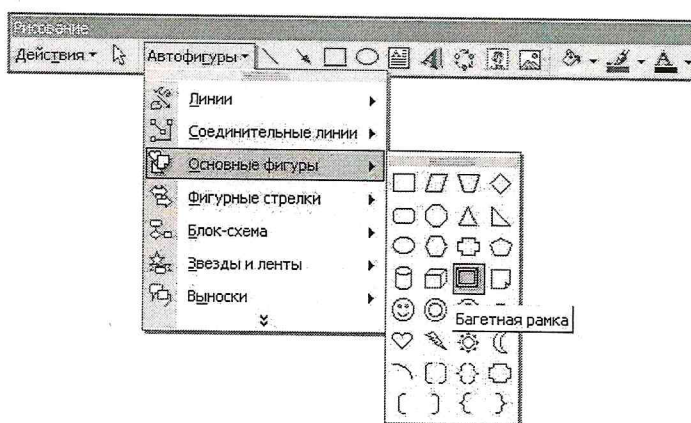 Рисование
Действия Автофигуры
Линии
Соединительные линии
Основные фигуры
Фигурные стрелки
Блок-схема
Звезды и ленты
Выноски
Багетная рамка